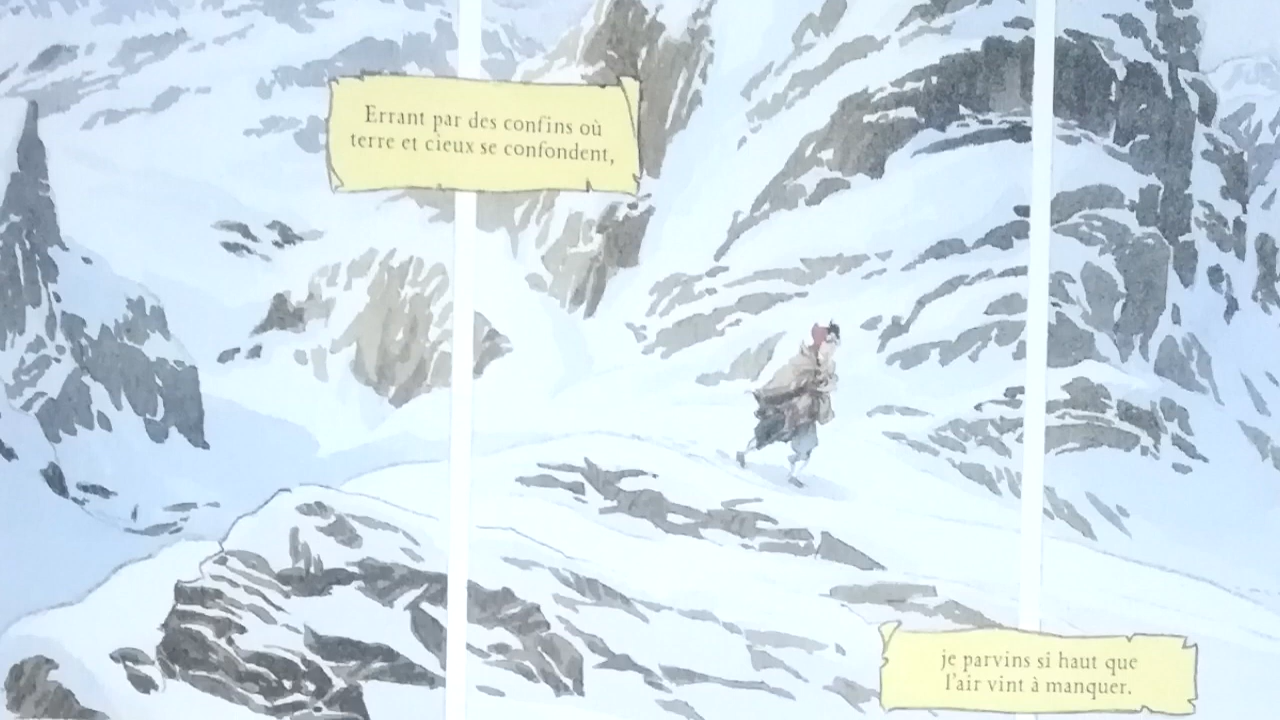 Errant par des confins où
terre et cieux se confondent,
je parvins si haut que
l'air vint à manquer.